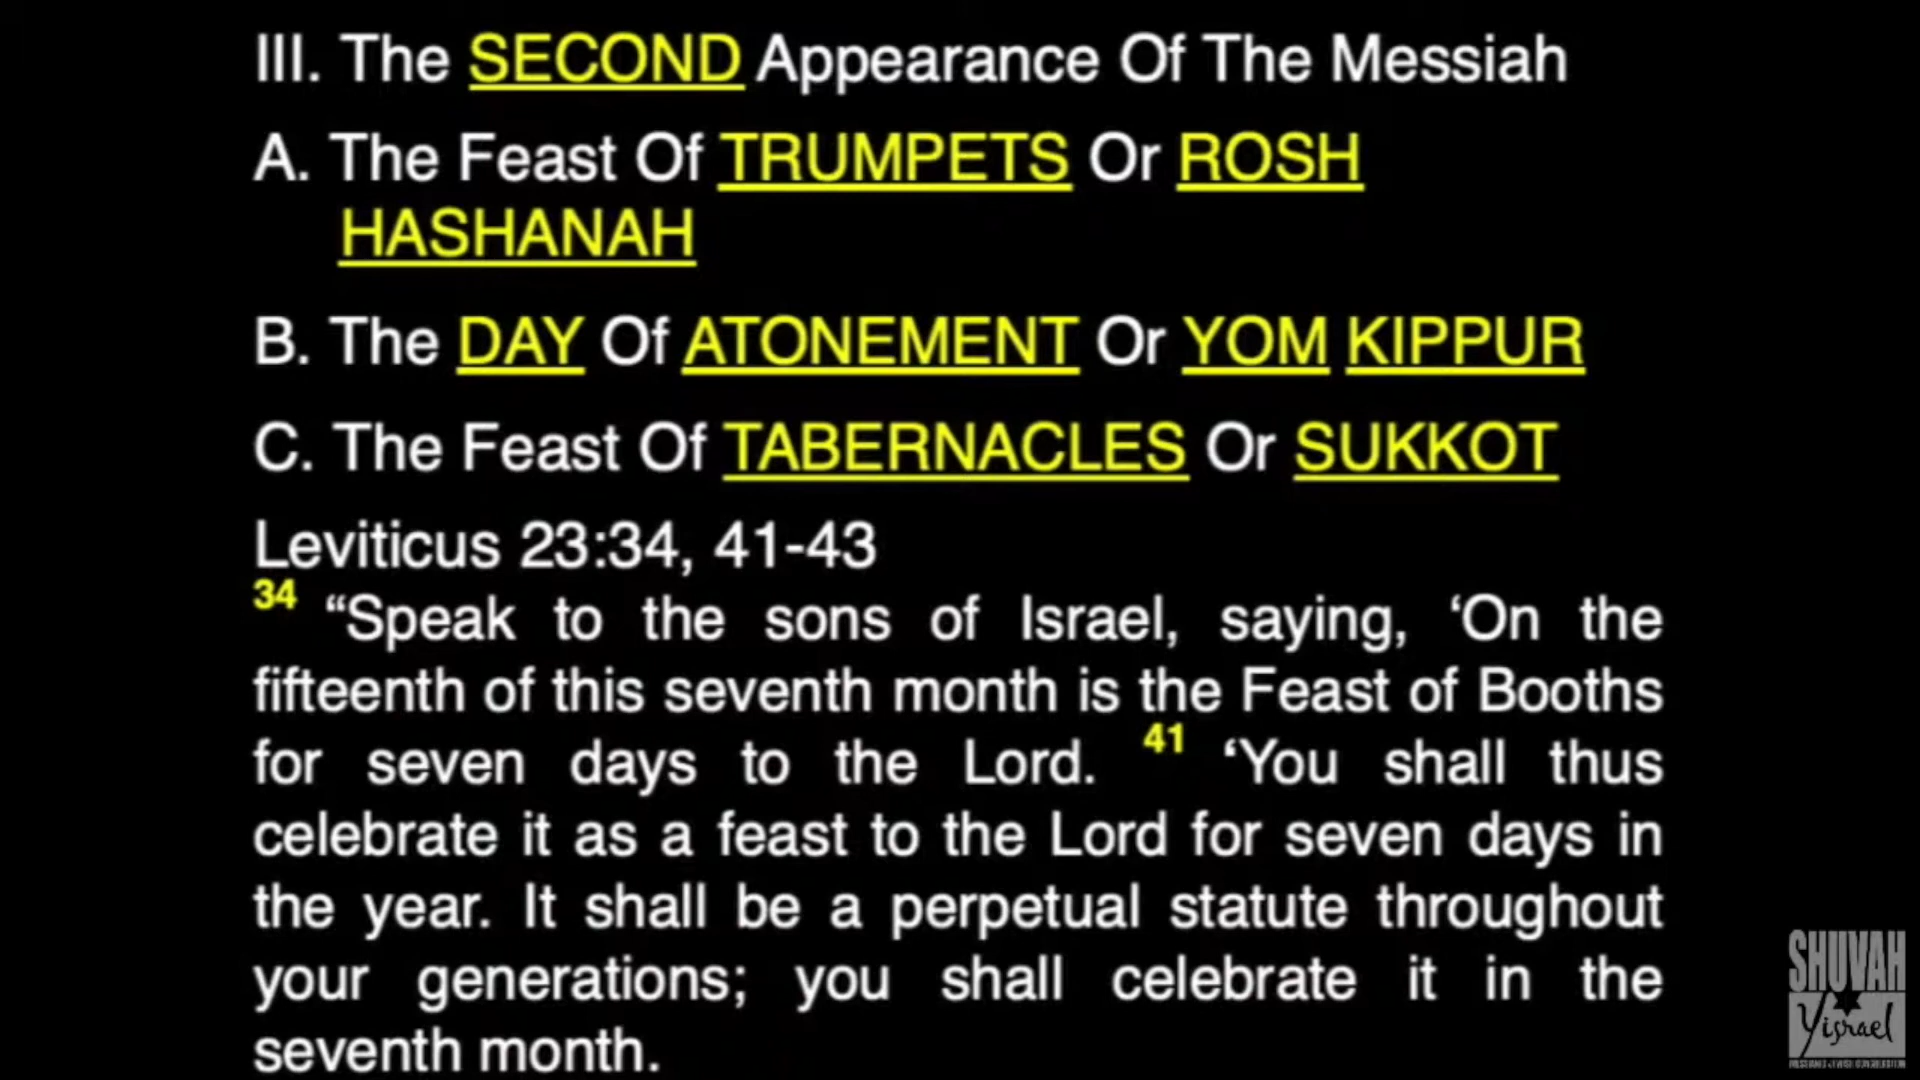 III. The SECOND Appearance Of The Messiah
A. The Feast Of TRUMPETS Or ROSH
HASHANAH
B. The DAY Of ATONEMENT Or YOM KIPPUR
C. The Feast Of TABERNACLES Or SUKKOT
Leviticus 23:34, 41-43
34 “Speak to the sons of Israel, saying, ‘On the
fifteenth of this seventh month is the Feast of Booths
for seven days to the Lord. 41 ‘You shall thus
celebrate it as a feast to the Lord for seven days in
the year. It shall be a perpetual statute throughout
your generations; you shall celebrate it in the
seventh month.
SHUVAH
Yisrael